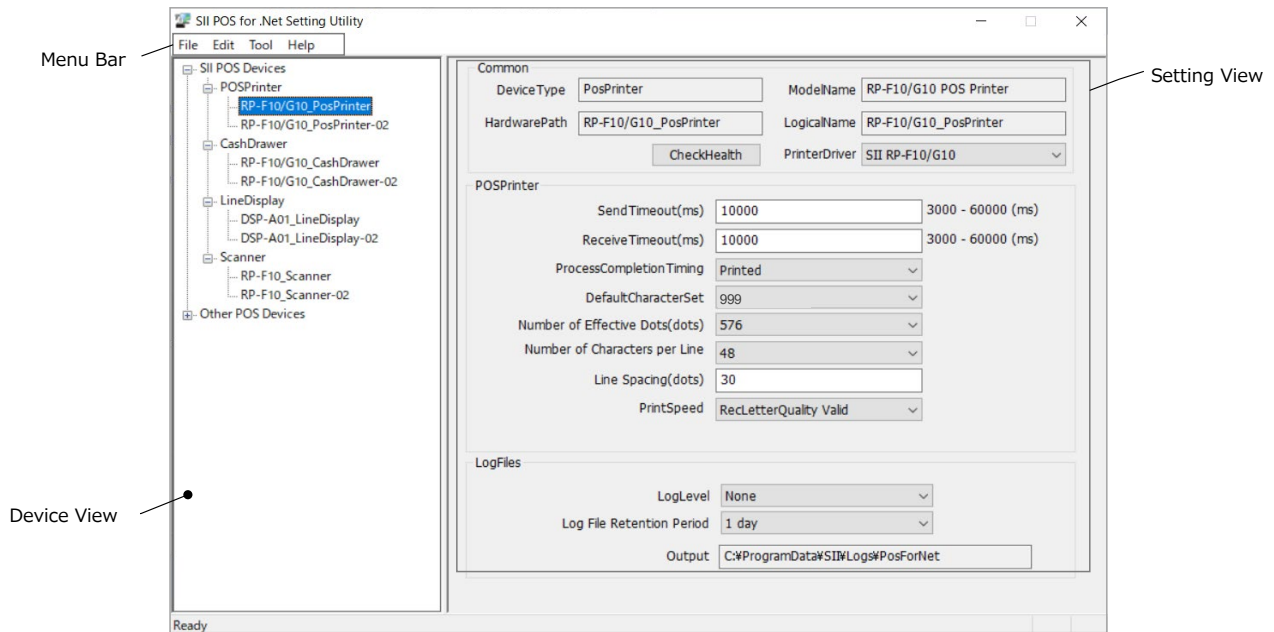 SII POS for .Net Setting Utility
File Edit Tool Help
Menu Bar
Setting View
Device View
SII POS Devices
POSPrinter
RP-F10/G10_PosPrinter
RP-F10/G10_PosPrinter-02
CashDrawer
RP-F10/G10_CashDrawer
RP-F10/G10_CashDrawer-02
LineDisplay
DSP-A01_LineDisplay
DSP-A01_LineDisplay-02
Scanner
RP-F10_Scanner
RP-F10_Scanner-02
Other POS Devices
Common
DeviceType PosPrinter ModelName RP-F10/G10 POS Printer
HardwarePath RP-F10/G10_PosPrinter LogicalName RP-F10/G10_PosPrinter
CheckHealth PrinterDriver SII RP-F10/G10
POSPrinter
SendTimeout(ms) 10000 3000 - 60000 (ms)
ReceiveTimeout(ms) 10000 3000 - 60000 (ms)
ProcessCompletionTiming Printed
DefaultCharacterSet 999
Number of Effective Dots(dots) 576
Number of Characters per Line 48
Line Spacing(dots) 30
PrintSpeed RecLetterQuality Valid
LogFiles
LogLevel None
Log File Retention Period 1 day
Output C:¥ProgramData¥SII¥Logs¥PosForNet
Ready